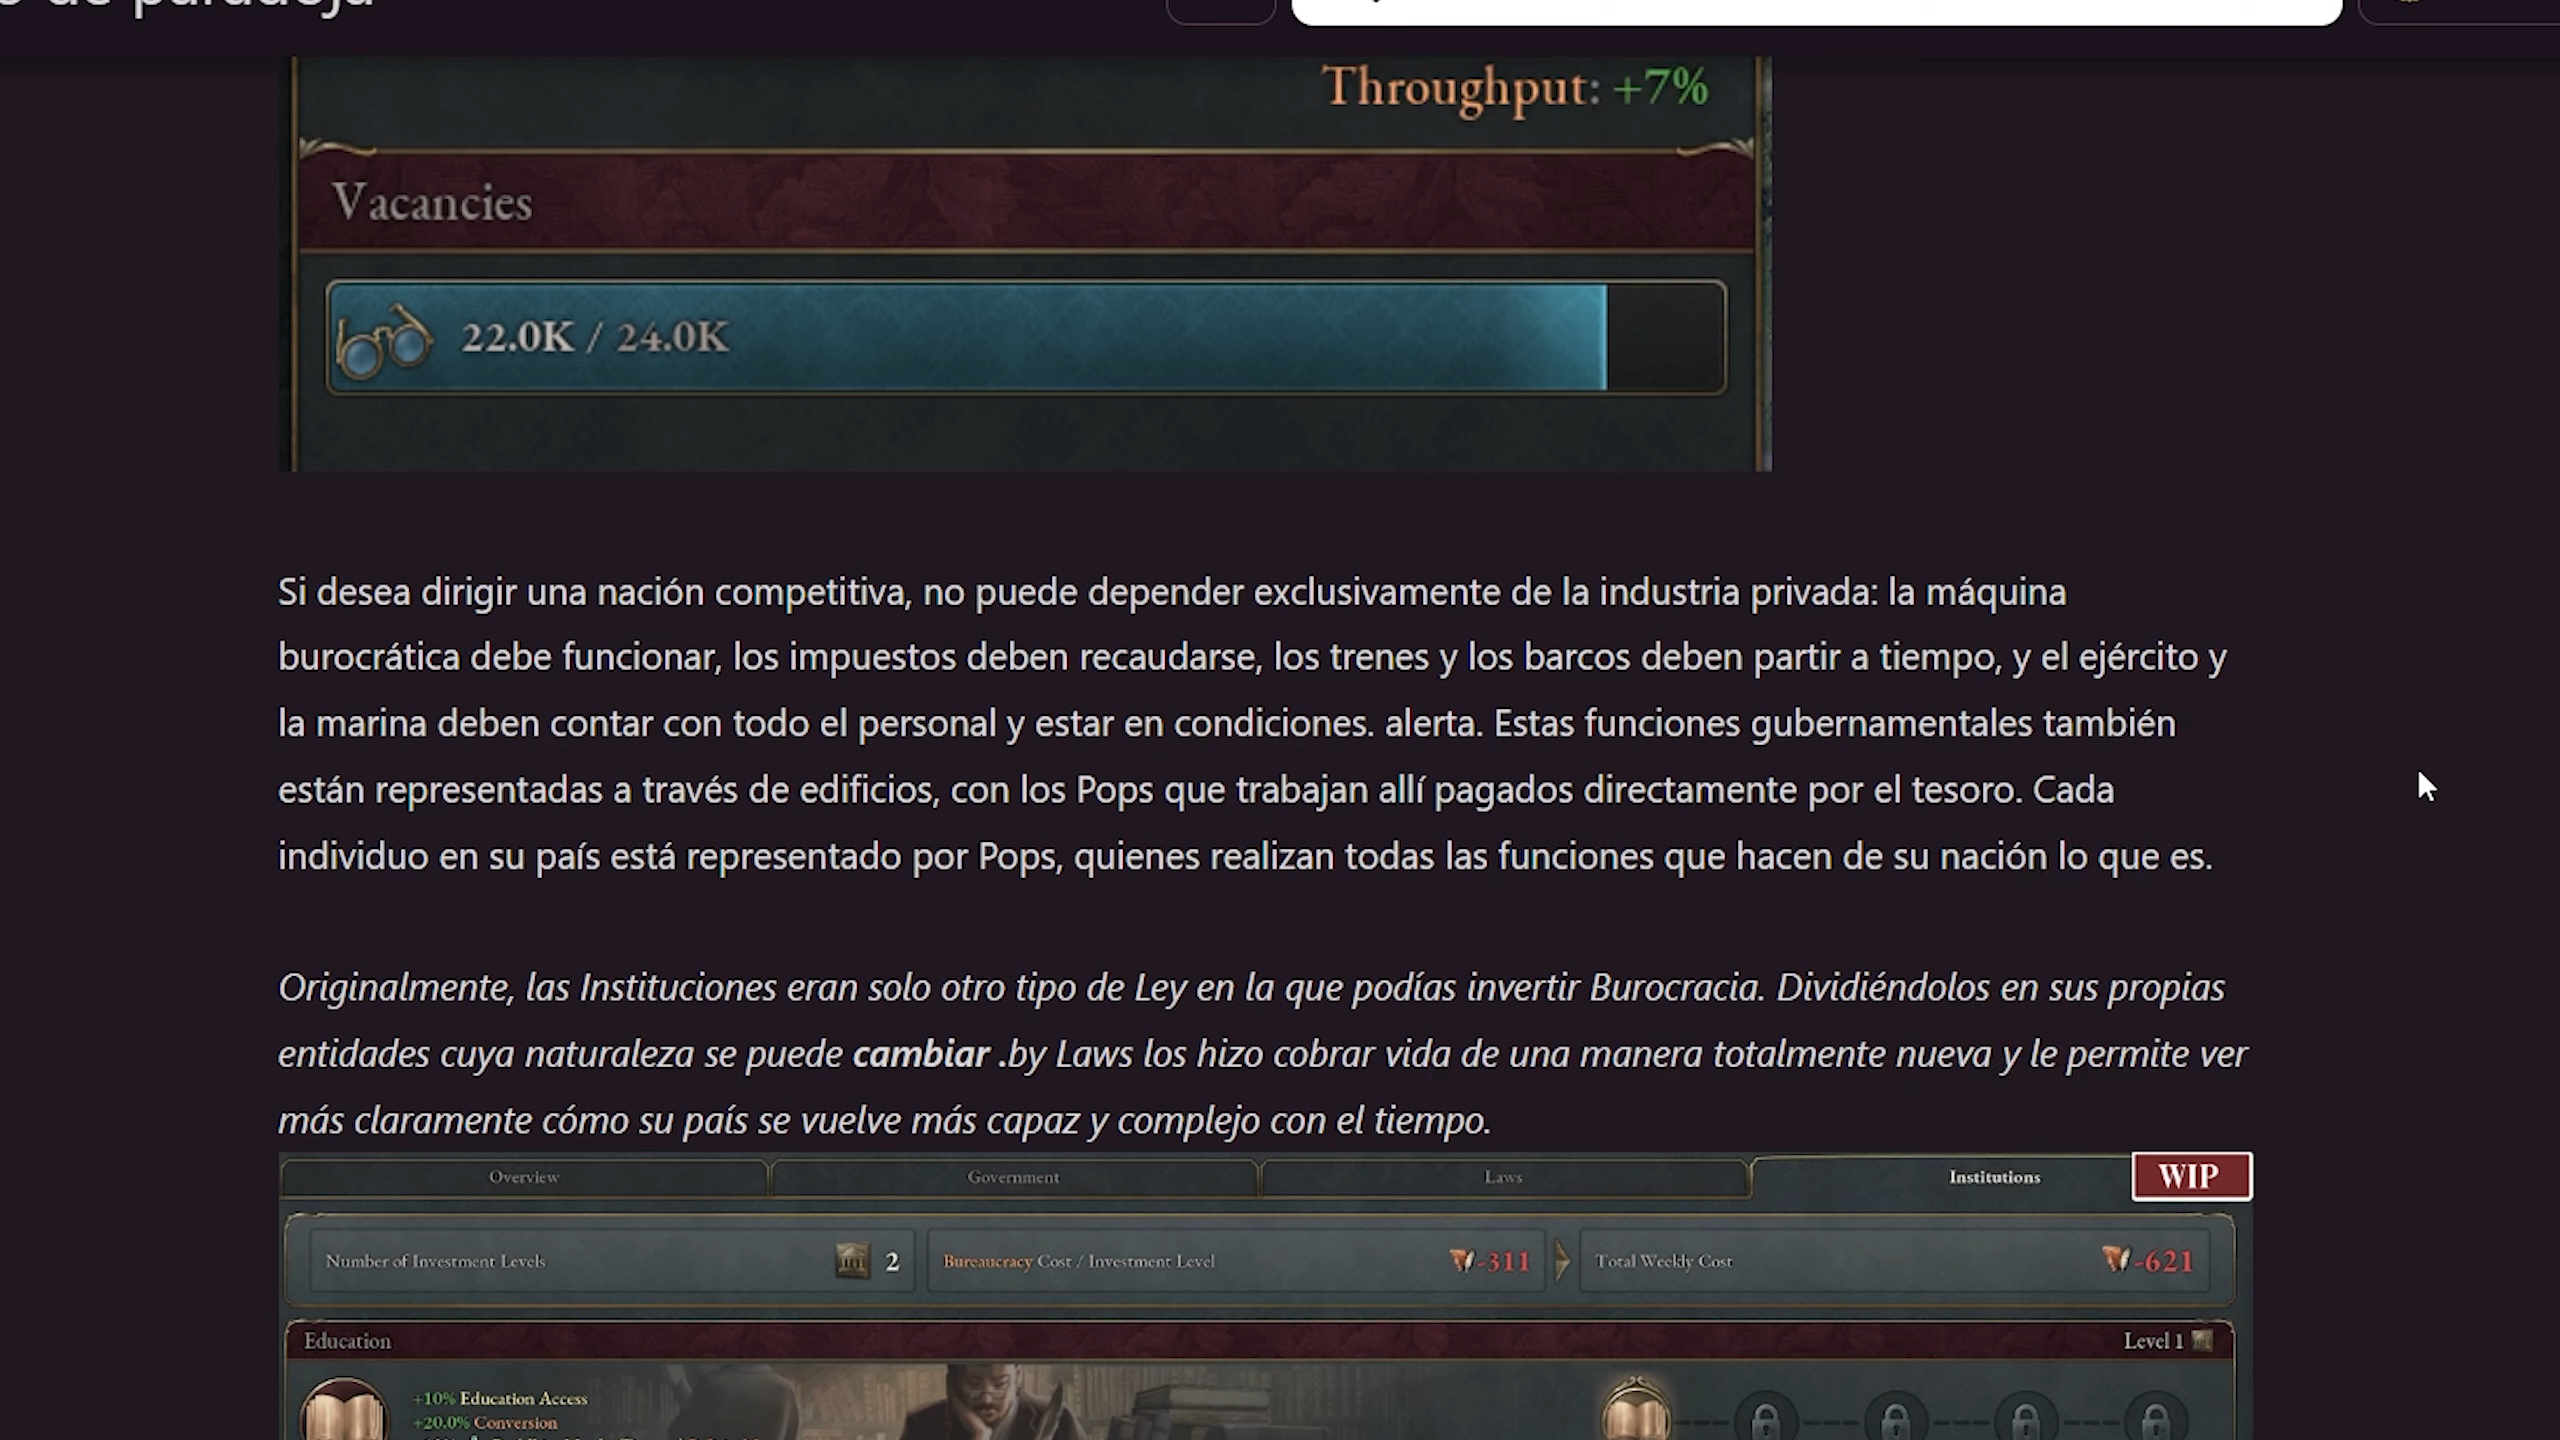 Throughput: +7%
Vacancies
22.0K / 24.0K
Si desea dirigir una nación competitiva, no puede depender exclusivamente de la industria privada: la máquina
burocrática debe funcionar, los impuestos deben recaudarse, los trenes y los barcos deben partir a tiempo, y el ejército y
la marina deben contar con todo el personal y estar en condiciones. alerta. Estas funciones gubernamentales también
están representadas a través de edificios, con los Pops que trabajan allí pagados directamente por el tesoro. Cada
individuo en su país está representado por Pops, quienes realizan todas las funciones que hacen de su nación lo que es.
Originalmente, las Instituciones eran solo otro tipo de Ley en la que podías invertir Burocracia. Dividiéndolos en sus propias
entidades cuya naturaleza se puede cambiar .by Laws los hizo cobrar vida de una manera totalmente nueva y le permite ver
más claramente cómo su país se vuelve más capaz y complejo con el tiempo.
Overview Government Laws Institutions WIP
Number of Investment Levels 2 Bureaucracy Cost / Investment Level -311 Total Weekly Cost -621
Education Level 1
+10% Education Access
+20.0% Conversion